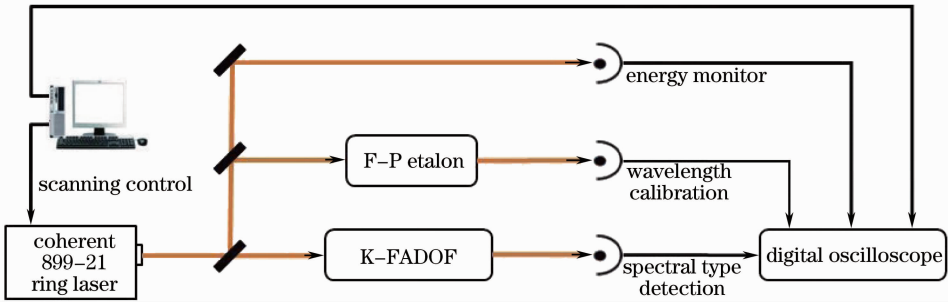 energy monitor
F-P etalon
wavelength
calibration
scanning control
coherent
899-21
ring laser
K-FADOF
spectral type
detection
digital oscilloscope